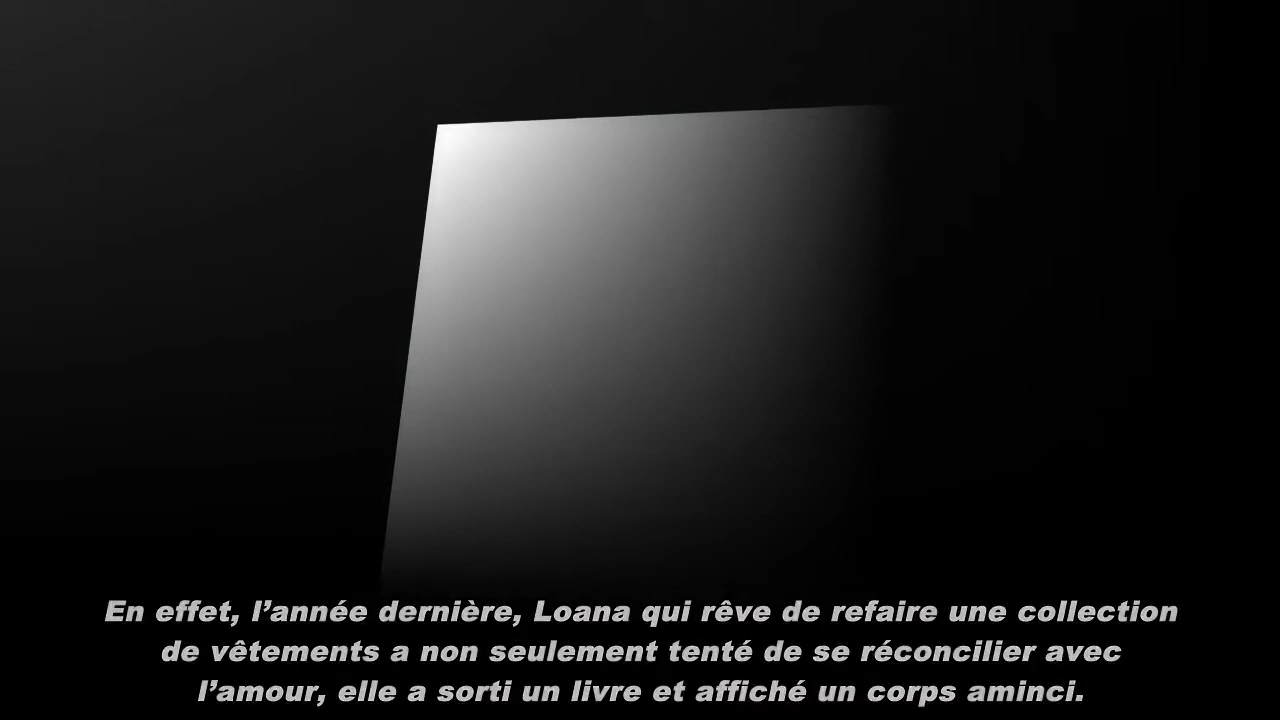 En effet, l’année dernière, Loana qui rêve de refaire une collection
de vêtements a non seulement tenté de se réconcilier avec
l’amour, elle a sorti un livre et affiché un corps aminci.